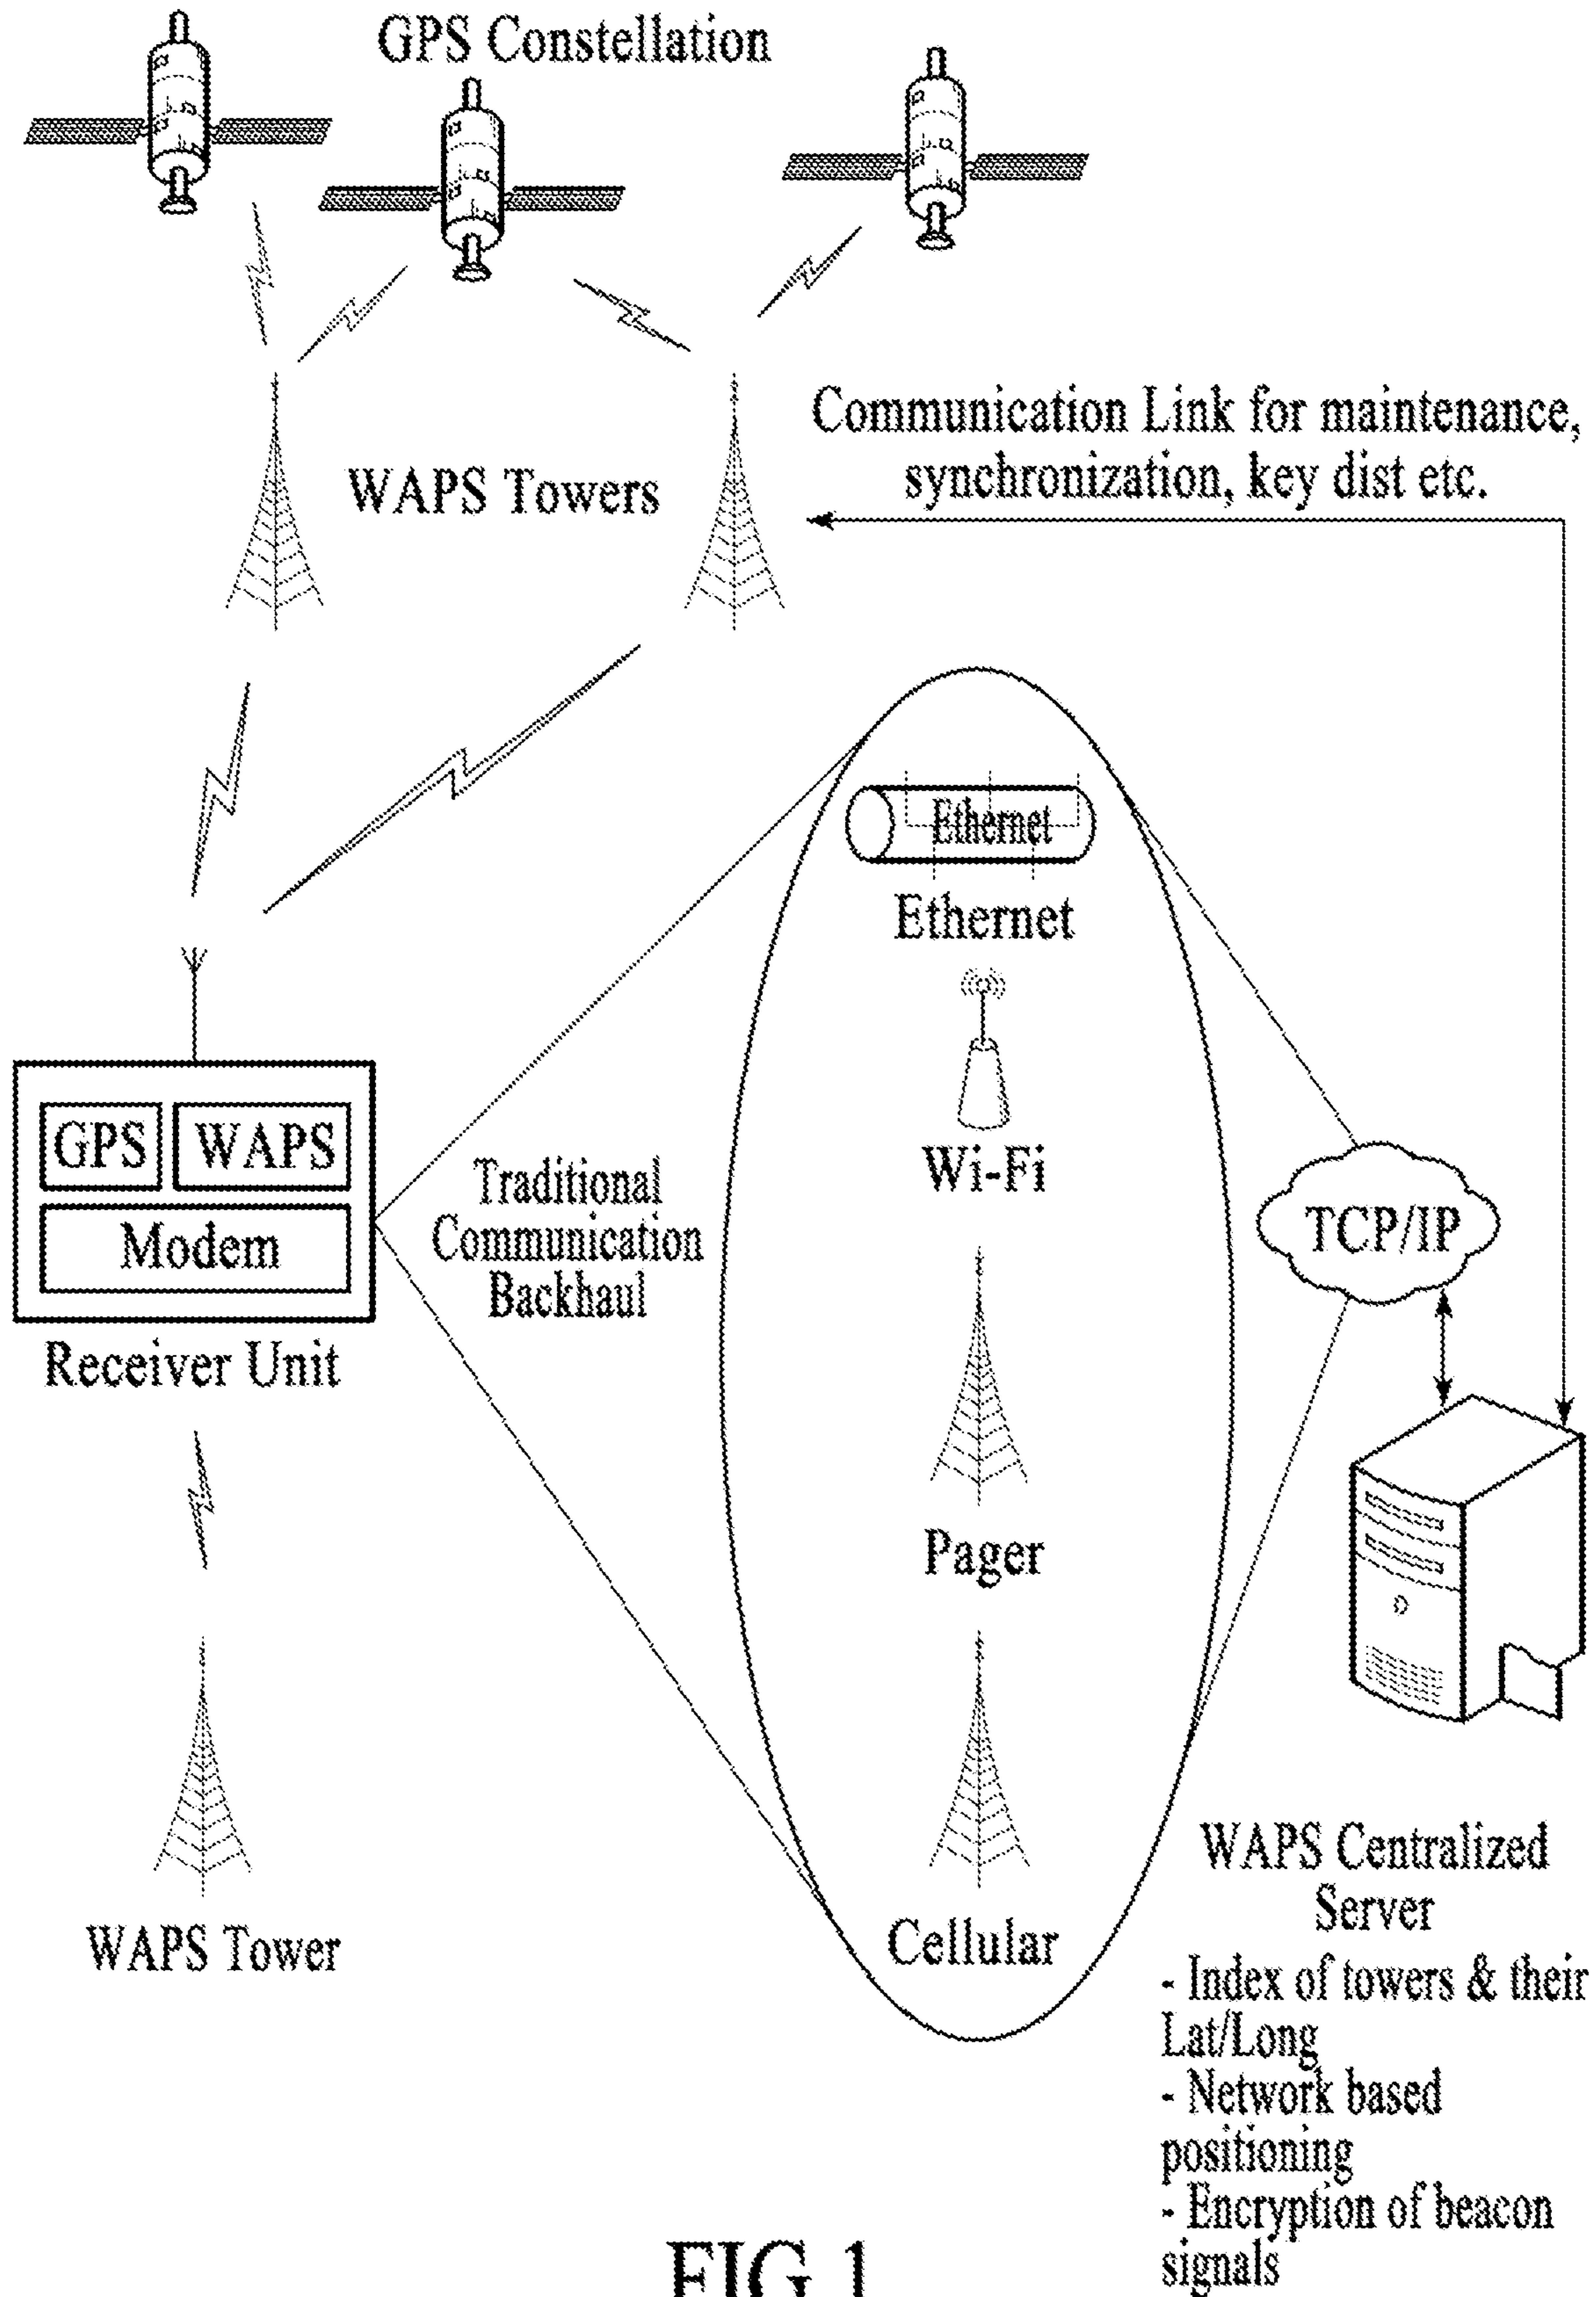 GPS Constellation
WAPS Towers
Communication Link for maintenance,
synchronization, key dist etc.
Ethernet
Ethernet
Wi-Fi
GPS
WAPS
Modem
Receiver Unit
Traditional
Communication
Backhaul
TCP/IP
Pager
Cellular
WAPS Tower
WAPS Centralized
Server
- Index of towers & their
Lat/Long
- Network based
positioning
- Encryption of beacon
signals
FIG.1